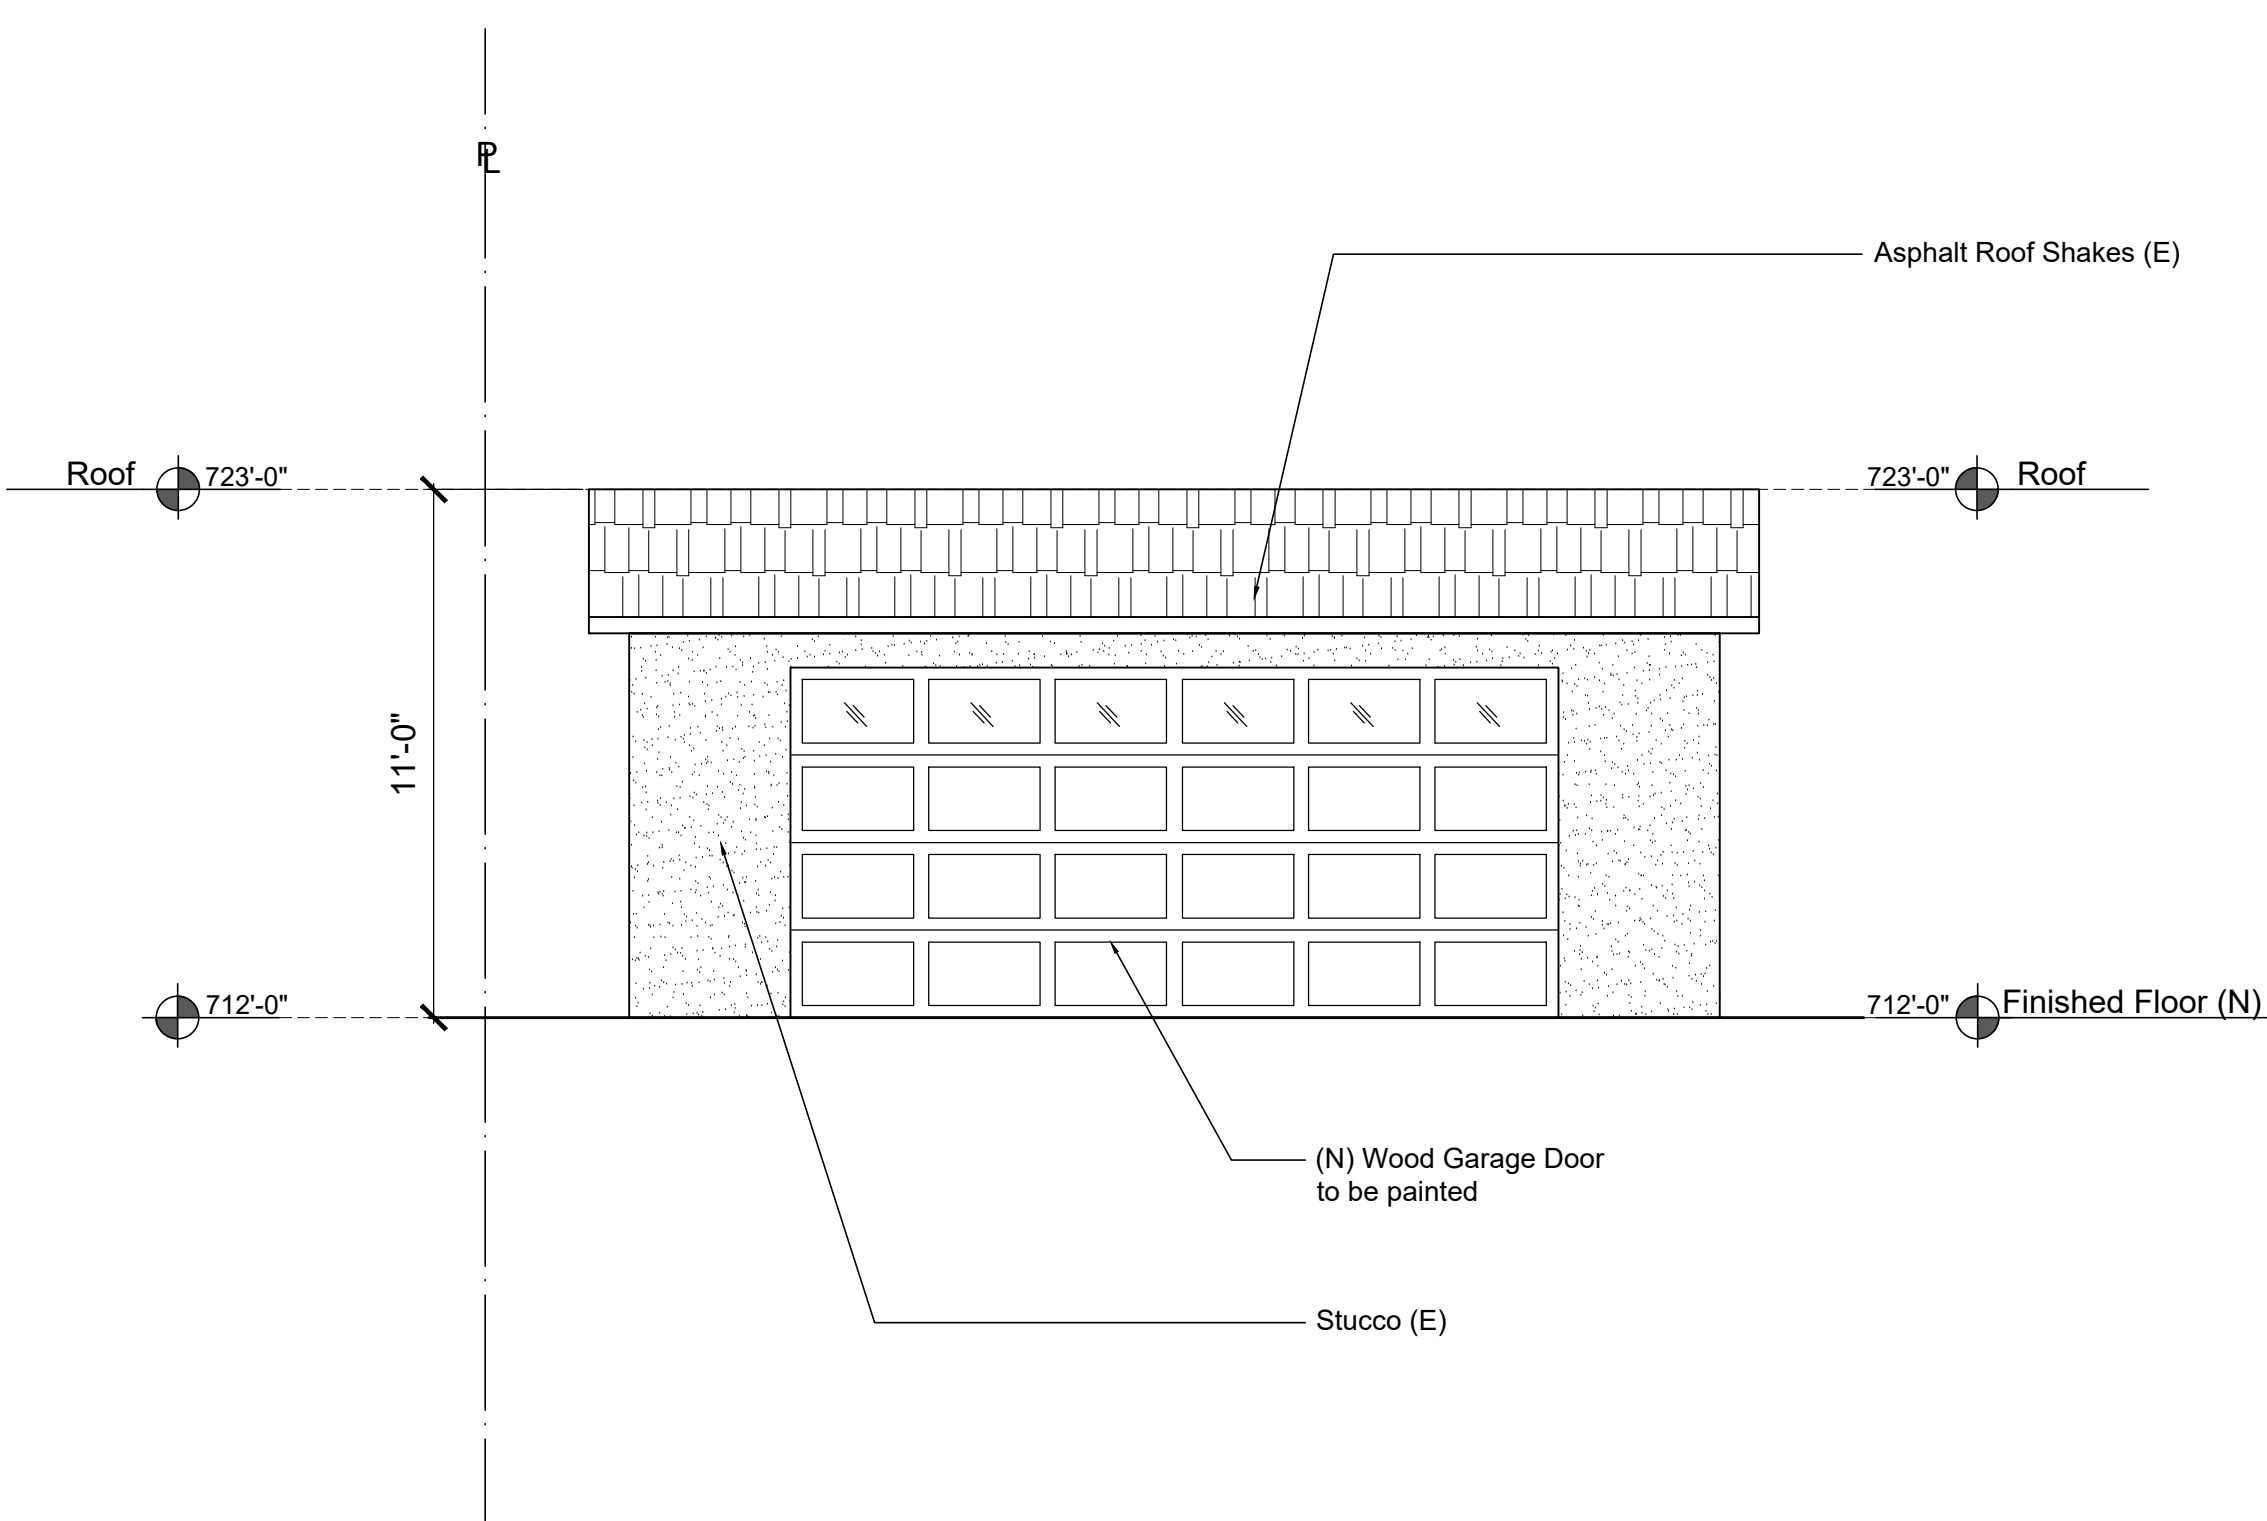 PL
Asphalt Roof Shakes (E)
Roof 723'-0"
723'-0" Roof
11'-0"
712'-0"
712'-0" Finished Floor (N)
(N) Wood Garage Door
to be painted
Stucco (E)